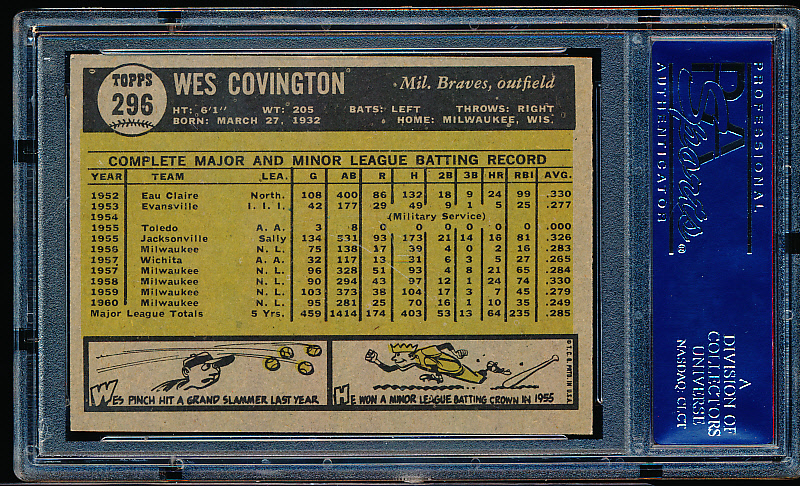 TOPPS
296
WES COVINGTON
Mil. Braves, outfield
HT: 6'1" WT: 205 BATS: LEFT THROWS: RIGHT
BORN: MARCH 27, 1932 HOME: MILWAUKEE, WIS.
COMPLETE MAJOR AND MINOR LEAGUE BATTING RECORD
YEAR TEAM LEA. G AB R H 2B 3B HR RBI AVG.
1952 Eau Claire North. 108 400 86 132 18 9 24 99 .330
1953 Evansville I. I. I. 42 177 29 49 9 1 5 25 .277
1954 (Military Service)
1955 Toledo A. A. 3 8 0 0 0 0 0 0 .000
1955 Jacksonville Sally 134 531 93 173 21 14 16 81 .326
1956 Milwaukee N. L. 75 138 17 39 4 0 2 16 .283
1957 Wichita A. A. 32 117 13 31 6 3 5 27 .265
1957 Milwaukee N. L. 96 328 51 93 4 8 21 65 .284
1958 Milwaukee N. L. 90 294 43 97 12 1 24 74 .330
1959 Milwaukee N. L. 103 373 38 104 17 3 7 45 .279
1960 Milwaukee N. L. 95 281 25 70 16 1 10 35 .249
Major League Totals 5 Yrs. 459 1414 174 403 53 13 64 235 .285
WES PINCH HIT A GRAND SLAMMER LAST YEAR
HE WON A MINOR LEAGUE BATTING CROWN IN 1955
© T.C.G. PRTD. IN U.S.A.
PSA
Sports
PROFESSIONAL
AUTHENTICATOR
A
DIVISION OF
COLLECTORS
UNIVERSE
NASDAQ: CLCT